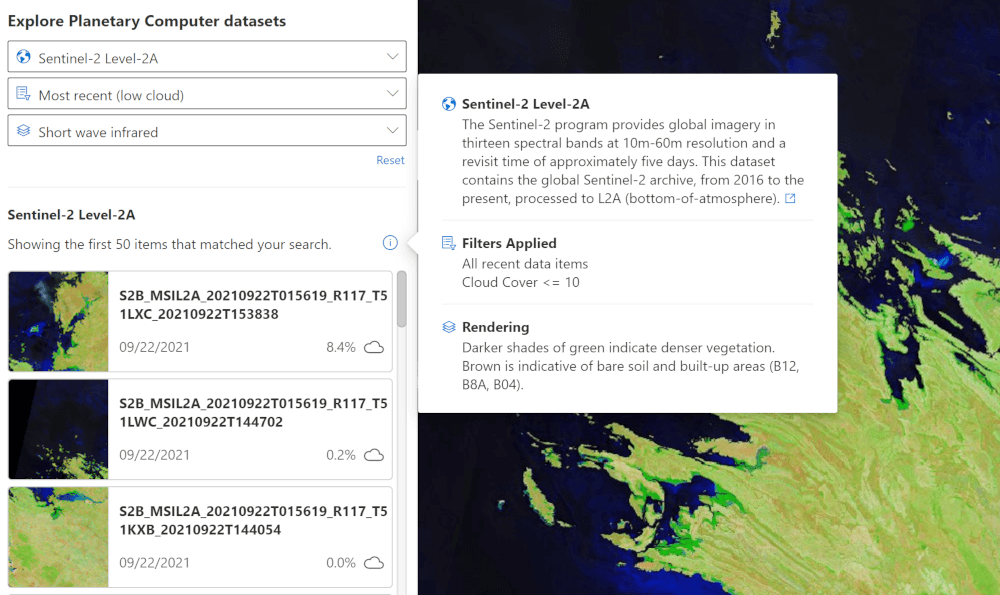 Explore Planetary Computer datasets
Sentinel-2 Level-2A
Most recent (low cloud)
Short wave infrared
Reset
Sentinel-2 Level-2A
Showing the first 50 items that matched your search.
S2B_MSIL2A_20210922T015619_R117_T5
1LXC_20210922T153838
09/22/2021
8.4%
S2B_MSIL2A_20210922T015619_R117_T5
1LWC_20210922T144702
09/22/2021
0.2%
S2B_MSIL2A_20210922T015619_R117_T5
1KXB_20210922T144054
09/22/2021
0.0%
Sentinel-2 Level-2A
The Sentinel-2 program provides global imagery in
thirteen spectral bands at 10m-60m resolution and a
revisit time of approximately five days. This dataset
contains the global Sentinel-2 archive, from 2016 to the
present, processed to L2A (bottom-of-atmosphere).
Filters Applied
All recent data items
Cloud Cover <= 10
Rendering
Darker shades of green indicate denser vegetation.
Brown is indicative of bare soil and built-up areas (B12,
B8A, B04).